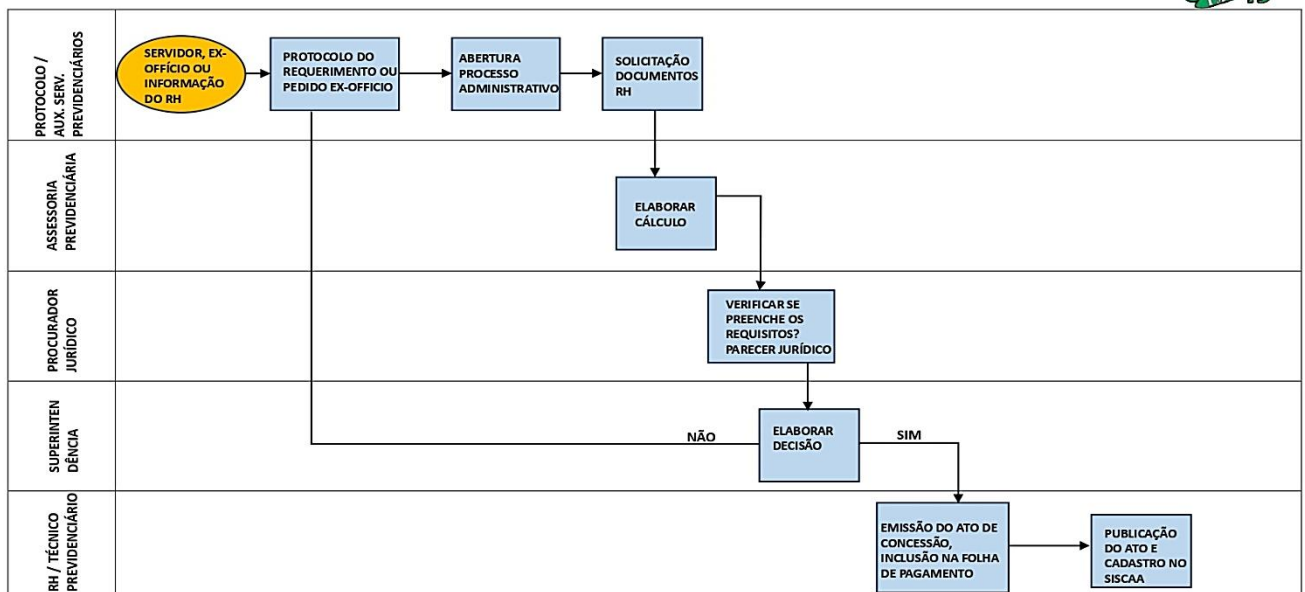 PROTOCOLO /
AUX. SERV.
PREVIDENCIÁRIOS
SERVIDOR, EX-
OFFÍCIO OU
INFORMAÇÃO
DO RH
PROTOCOLO DO
REQUERIMENTO OU
PEDIDO EX-OFFICIO
ABERTURA
PROCESSO
ADMINISTRATIVO
SOLICITAÇÃO
DOCUMENTOS
RH
ASSESSORIA
PREVIDENCIÁRIA
ELABORAR
CÁLCULO
PROCURADOR
JURÍDICO
VERIFICAR SE
PREENCHE OS
REQUISITOS?
PARECER JURÍDICO
SUPERINTEN
DÊNCIA
NÃO
ELABORAR
DECISÃO
SIM
RH / TÉCNICO
PREVIDENCIÁRIO
EMISSÃO DO ATO DE
CONCESSÃO,
INCLUSÃO NA FOLHA
DE PAGAMENTO
PUBLICAÇÃO
DO ATO E
CADASTRO NO
SISCAA